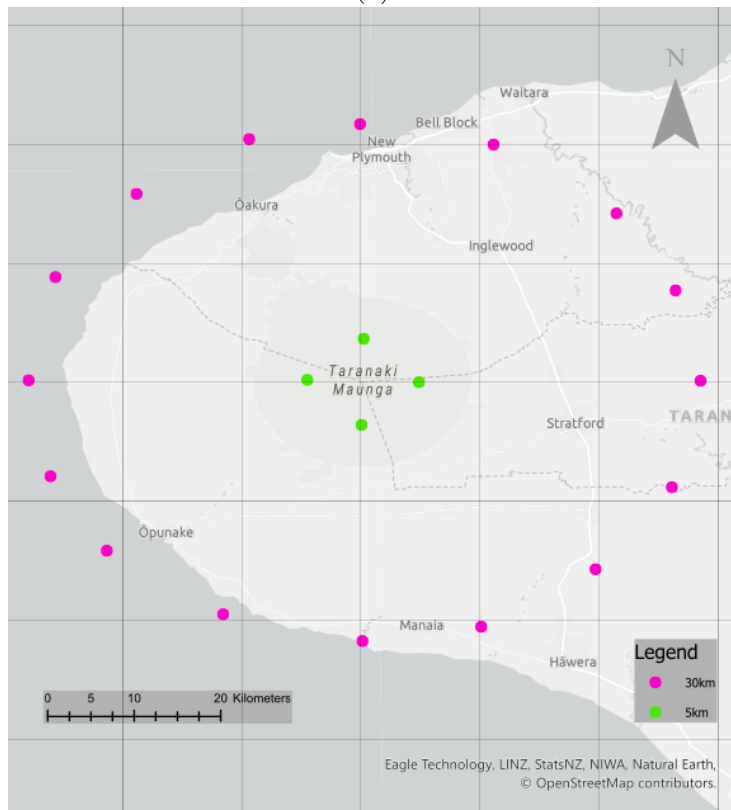 N
Waitara
Bell Block
New
Plymouth
Ōakura
Inglewood
Taranaki
Maunga
Stratford
TARAN
Ōpunake
Manaia
Hāwera
Legend
30km
5km
0 5 10 20 Kilometers
Eagle Technology, LINZ, StatsNZ, NIWA, Natural Earth,
© OpenStreetMap contributors.